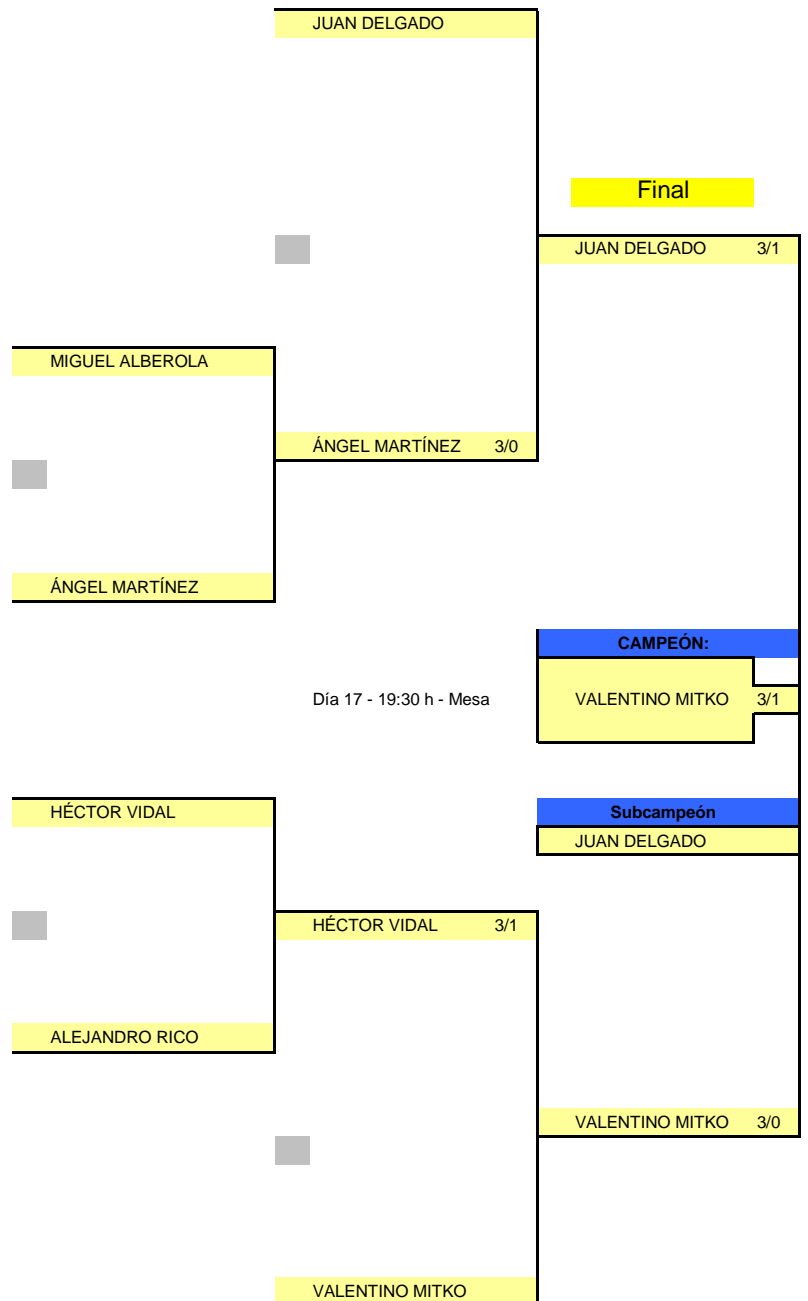 JUAN DELGADO
Final
JUAN DELGADO 3/1
MIGUEL ALBEROLA
ÁNGEL MARTÍNEZ 3/0
ÁNGEL MARTÍNEZ
CAMPEÓN:
Día 17 - 19:30 h - Mesa VALENTINO MITKO 3/1
HÉCTOR VIDAL Subcampeón
JUAN DELGADO
HÉCTOR VIDAL 3/1
ALEJANDRO RICO
VALENTINO MITKO 3/0
VALENTINO MITKO